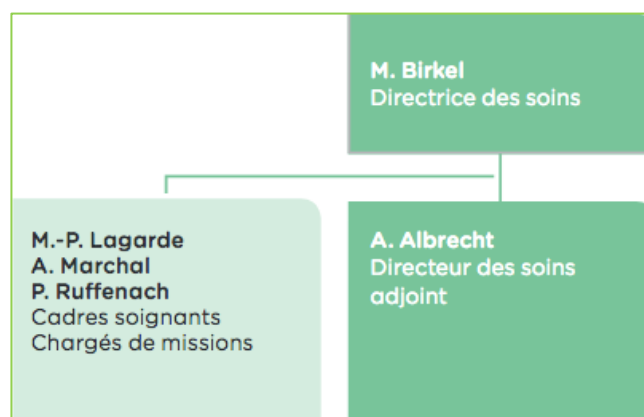 M. Birkel
Directrice des soins
M.-P. Lagarde
A. Marchal
P. Ruffenach
Cadres soignants
Chargés de missions
A. Albrecht
Directeur des soins
adjoint